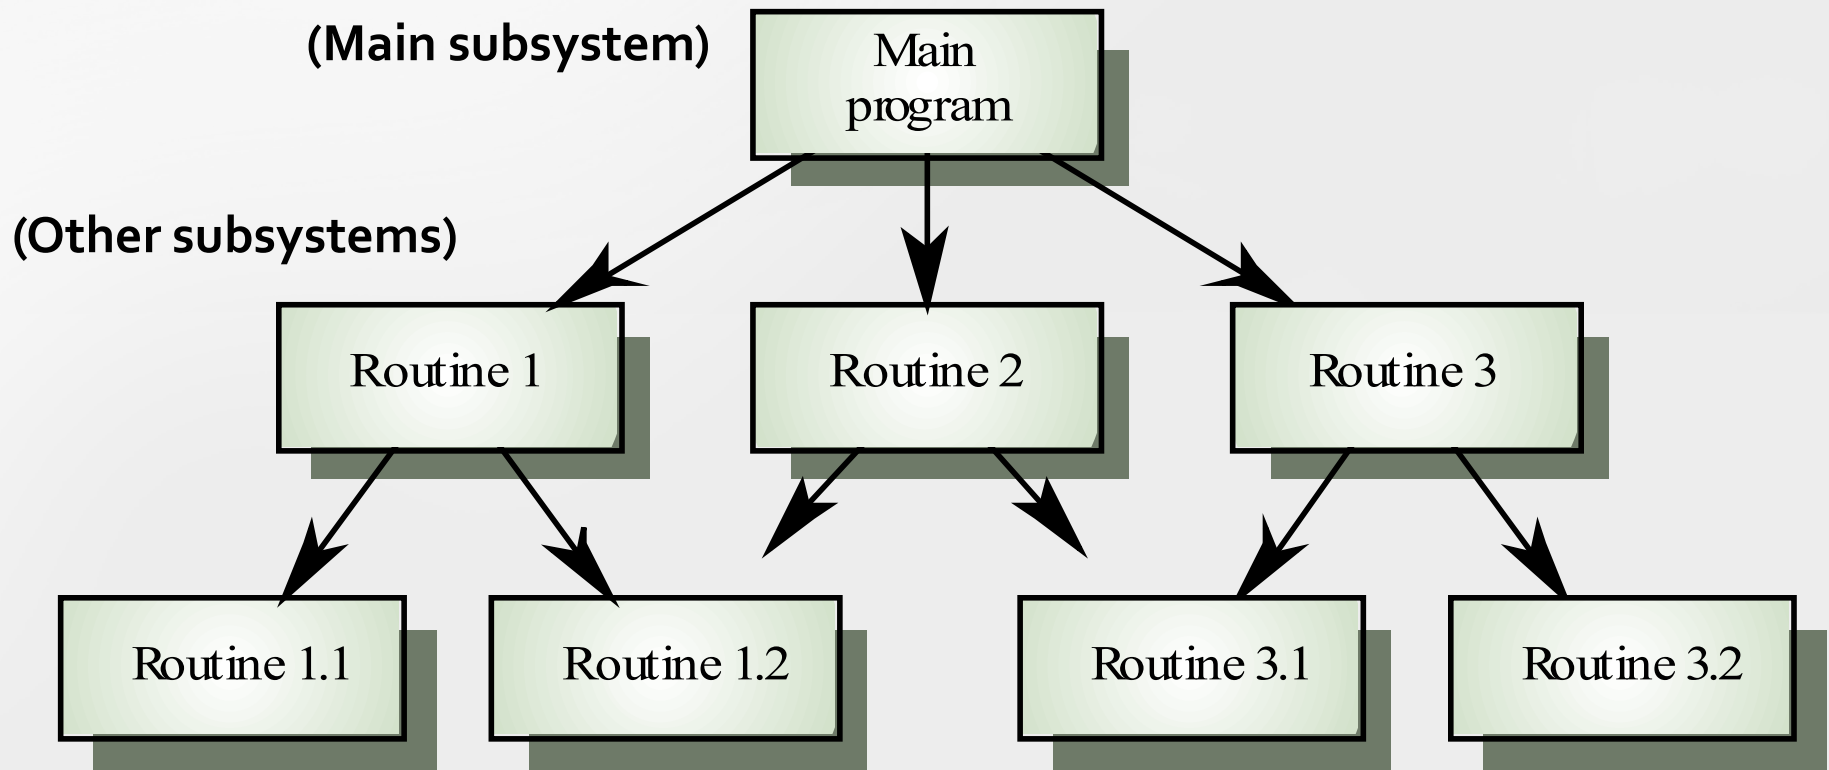 (Main subsystem)
Main
program
(Other subsystems)
Routine 1
Routine 2
Routine 3
Routine 1.1
Routine 1.2
Routine 3.1
Routine 3.2